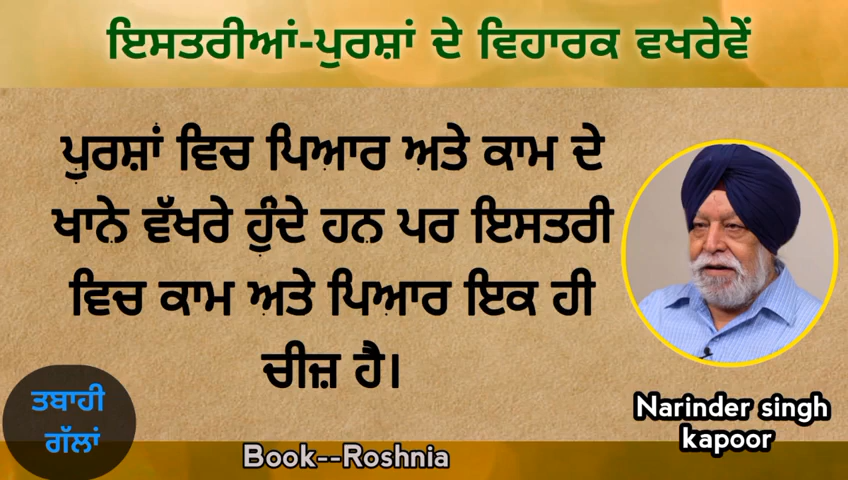 ਇਸਤਰੀਆਂ-ਪੁਰਸ਼ਾਂ ਦੇ ਵਿਹਾਰਕ ਵਖਰੇਵੇਂ
ਪੁਰਸ਼ਾਂ ਵਿਚ ਪਿਆਰ ਅਤੇ ਕਾਮ ਦੇ
ਖਾਨੇ ਵੱਖਰੇ ਹੁੰਦੇ ਹਨ ਪਰ ਇਸਤਰੀ
ਵਿਚ ਕਾਮ ਅਤੇ ਪਿਆਰ ਇਕ ਹੀ
ਚੀਜ਼ ਹੈ।
ਤਬਾਹੀ
ਗੱਲਾਂ
Narinder singh
kapoor
Book--Roshnia